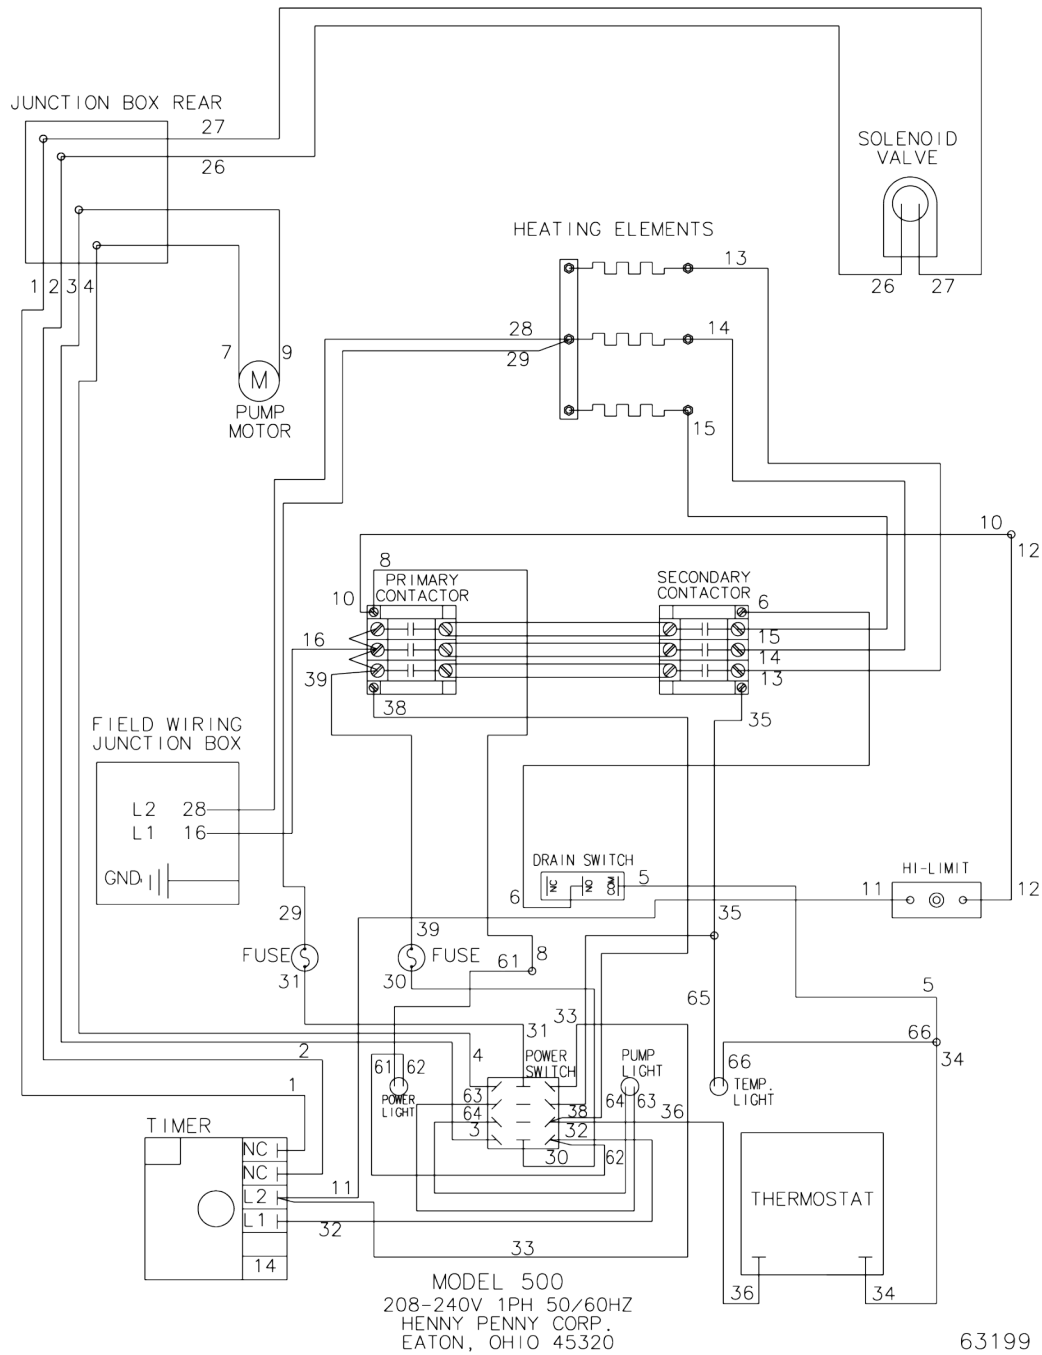 JUNCTION BOX REAR
27
26
SOLENOID
VALVE
HEATING ELEMENTS
13
1 2 3 4
26 27
28
14
29
7 9
M
PUMP
MOTOR
15
10
12
8
PRIMARY
CONTACTOR
SECONDARY
CONTACTOR
10
6
16
15
14
39
13
38
35
FIELD WIRING
JUNCTION BOX
L2 28
L1 16
GND
DRAIN SWITCH
NC NO COM
5
6
HI-LIMIT
11
12
29
39
35
FUSE
FUSE
8
61
31
30
65
5
33
31
66
34
2
4
61 62
POWER
SWITCH
PUMP
LIGHT
66
1
63
POWER
LIGHT
64 63
TEMP.
LIGHT
64
38
36
3
32
TIMER
NC
30
62
NC
L2
11
L1
32
THERMOSTAT
33
14
36
34
MODEL 500
208-240V 1PH 50/60HZ
HENNY PENNY CORP.
EATON, OHIO 45320
63199